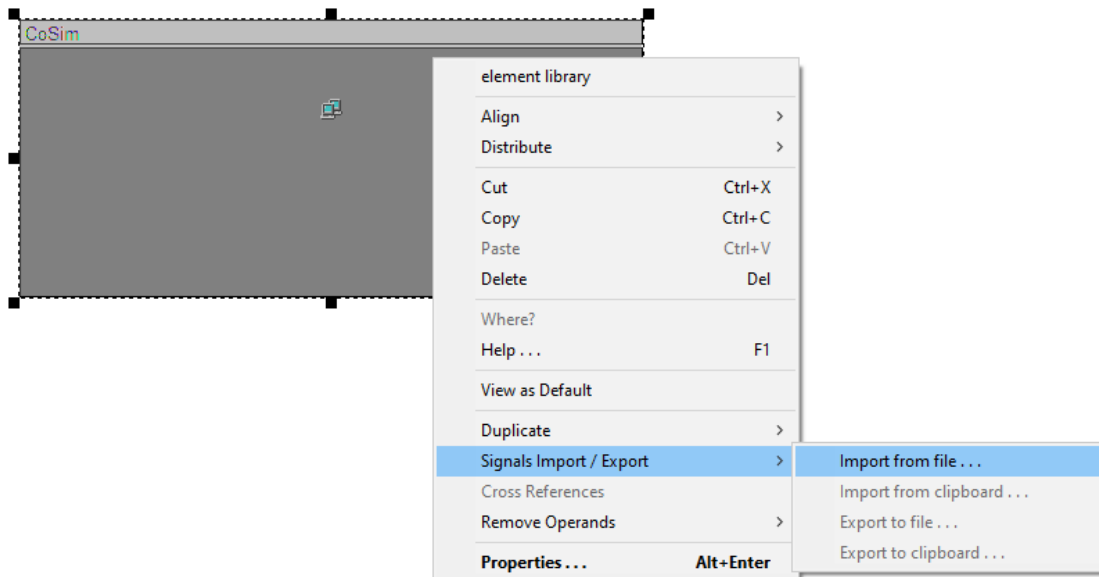 CoSim
element library
Align
Distribute
Cut Ctrl+X
Copy Ctrl+C
Paste Ctrl+V
Delete Del
Where?
Help . . . F1
View as Default
Duplicate
Signals Import / Export
Cross References
Remove Operands
Properties . . . Alt+Enter
Import from file . . .
Import from clipboard . . .
Export to file . . .
Export to clipboard . . .